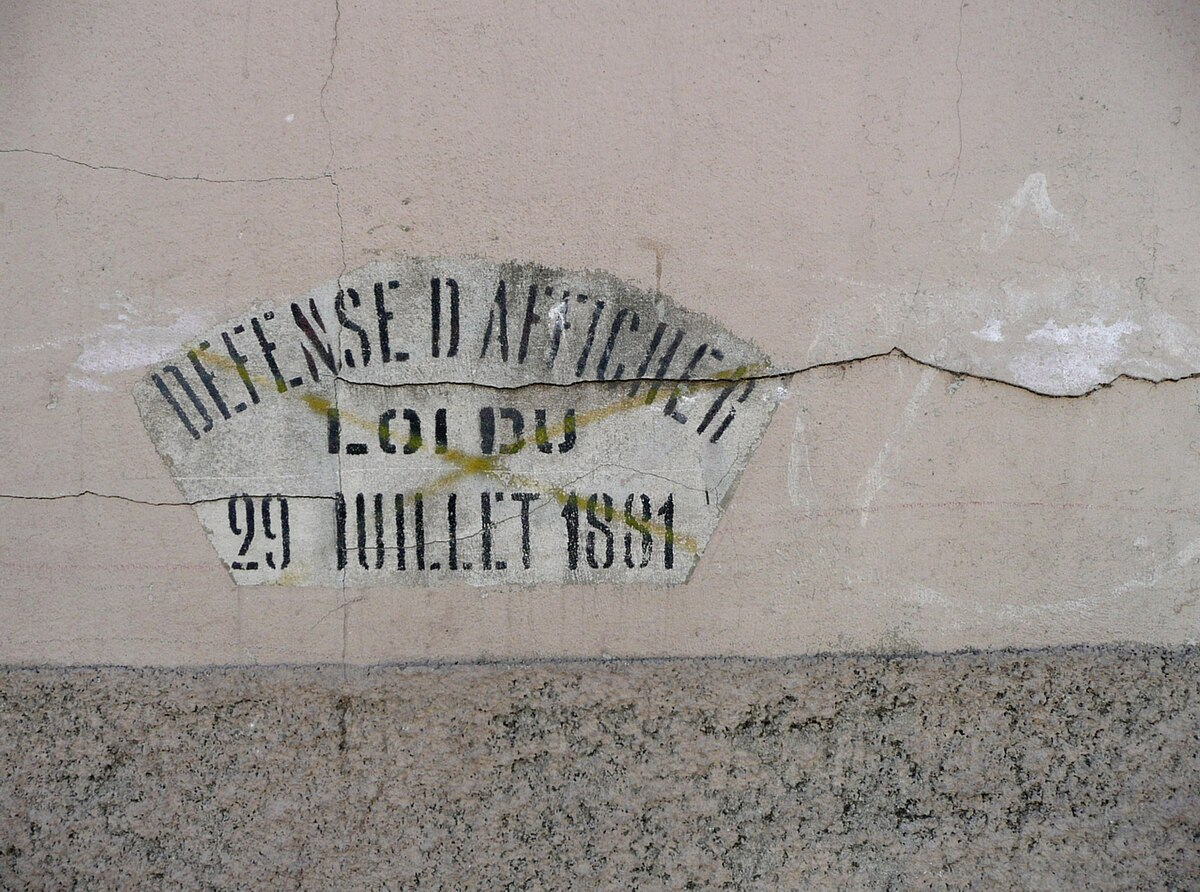 DEFENSE D AFFICHER
LOI DU
29 JUILLET 1881